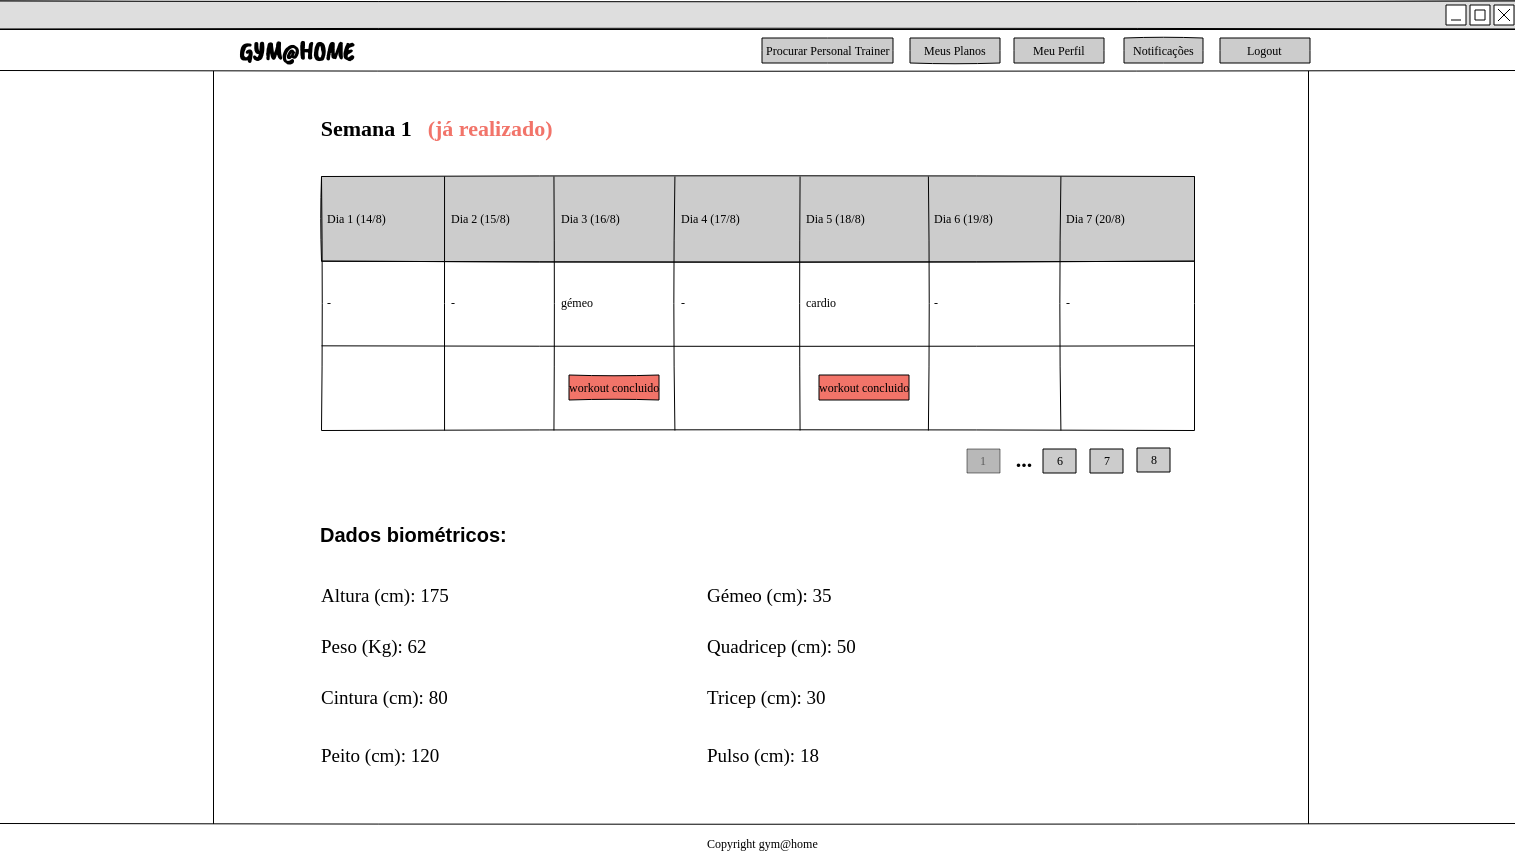 GYM@HOME Procurar Personal Trainer Meus Planos Meu Perfil Notificações Logout
Semana 1 (já realizado)
Dia 1 (14/8) Dia 2 (15/8) Dia 3 (16/8) Dia 4 (17/8) Dia 5 (18/8) Dia 6 (19/8) Dia 7 (20/8)
- - gémeo - cardio - -
workout concluido workout concluido
1 ... 6 7 8
Dados biométricos:
Altura (cm): 175 Gémeo (cm): 35
Peso (Kg): 62 Quadricep (cm): 50
Cintura (cm): 80 Tricep (cm): 30
Peito (cm): 120 Pulso (cm): 18
Copyright gym@home